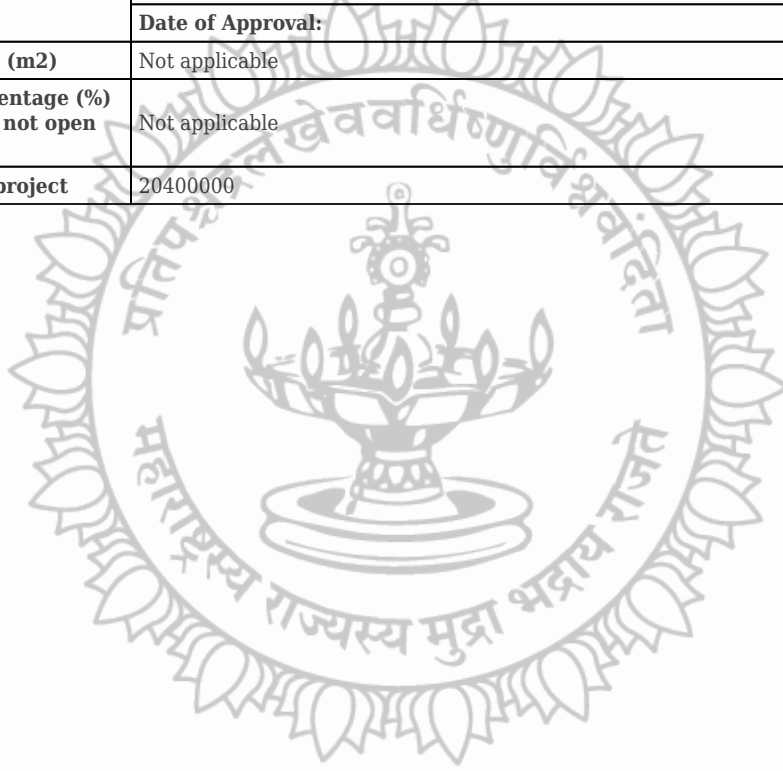 Date of Approval:
(m2) Not applicable
entage (%)
not open Not applicable
project 20400000
प्रतिपच्चंद्रलेखेववर्धिष्णुर्विश्ववंदिता
महाराष्ट्रस्य राज्यस्य मुद्रा भद्राय राजते